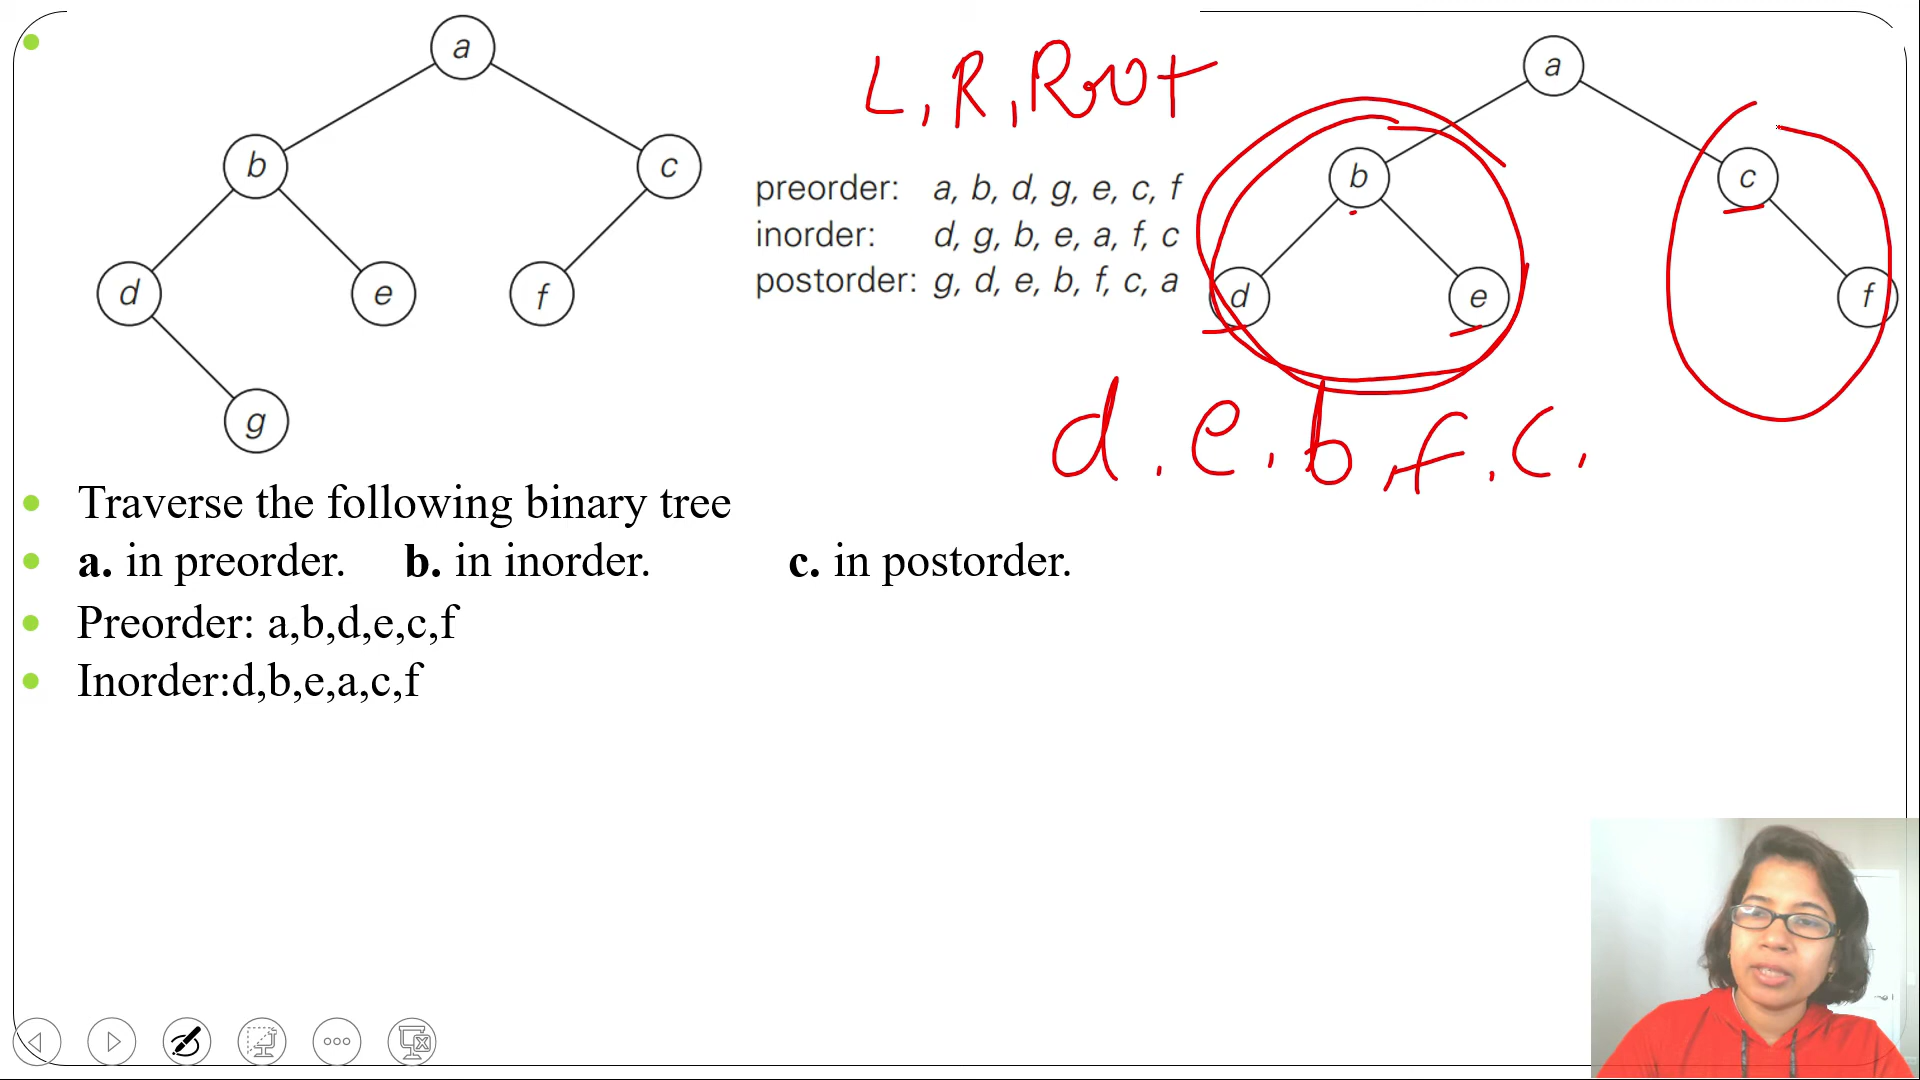 a
b
c
d
e
f
g
L, R, Root
preorder: a, b, d, g, e, c, f
inorder: d, g, b, e, a, f, c
postorder: g, d, e, b, f, c, a
a
b
c
d
e
f
d, e, b, f, c,
Traverse the following binary tree
a. in preorder. b. in inorder. c. in postorder.
Preorder: a,b,d,e,c,f
Inorder:d,b,e,a,c,f